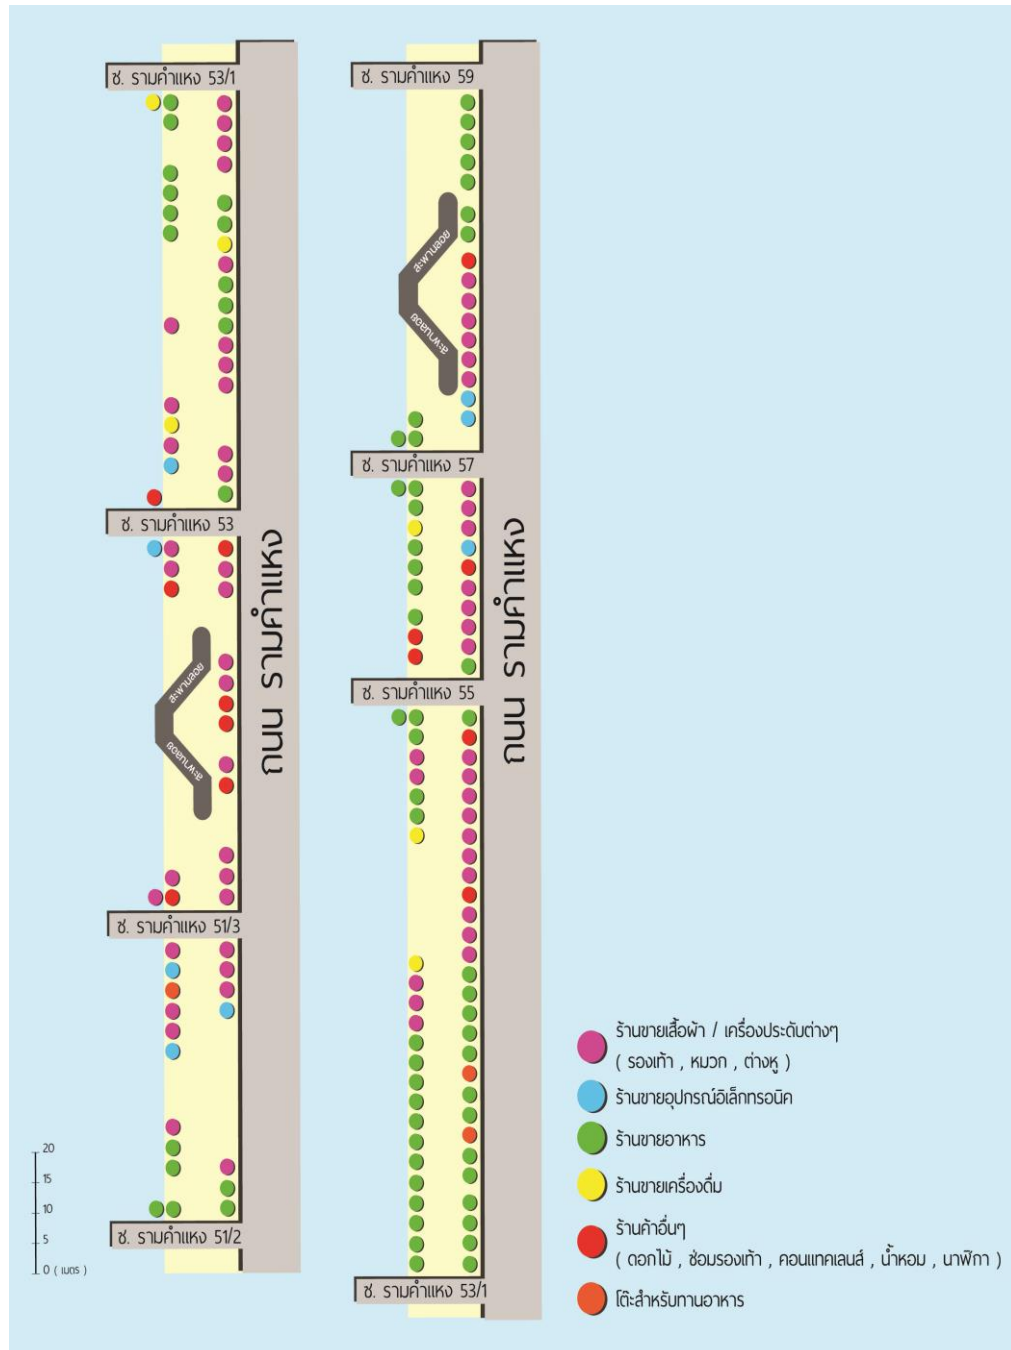 ซ. รามคำแหง 53/1
ซ. รามคำแหง 53
สะพานลอย
สะพานลอย
ซ. รามคำแหง 51/3
ซ. รามคำแหง 51/2
ถนน รามคำแหง
20
15
10
5
0 ( เมตร )
ซ. รามคำแหง 59
สะพานลอย
สะพานลอย
ซ. รามคำแหง 57
ซ. รามคำแหง 55
ซ. รามคำแหง 53/1
ถนน รามคำแหง
ร้านขายเสื้อผ้า / เครื่องประดับต่างๆ
( รองเท้า , หมวก , ต่างหู )
ร้านขายอุปกรณ์อิเล็กทรอนิค
ร้านขายอาหาร
ร้านขายเครื่องดื่ม
ร้านค้าอื่นๆ
( ดอกไม้ , ซ่อมรองเท้า , คอนแทคเลนส์ , น้ำหอม , นาฬิกา )
โต๊ะสำหรับทานอาหาร